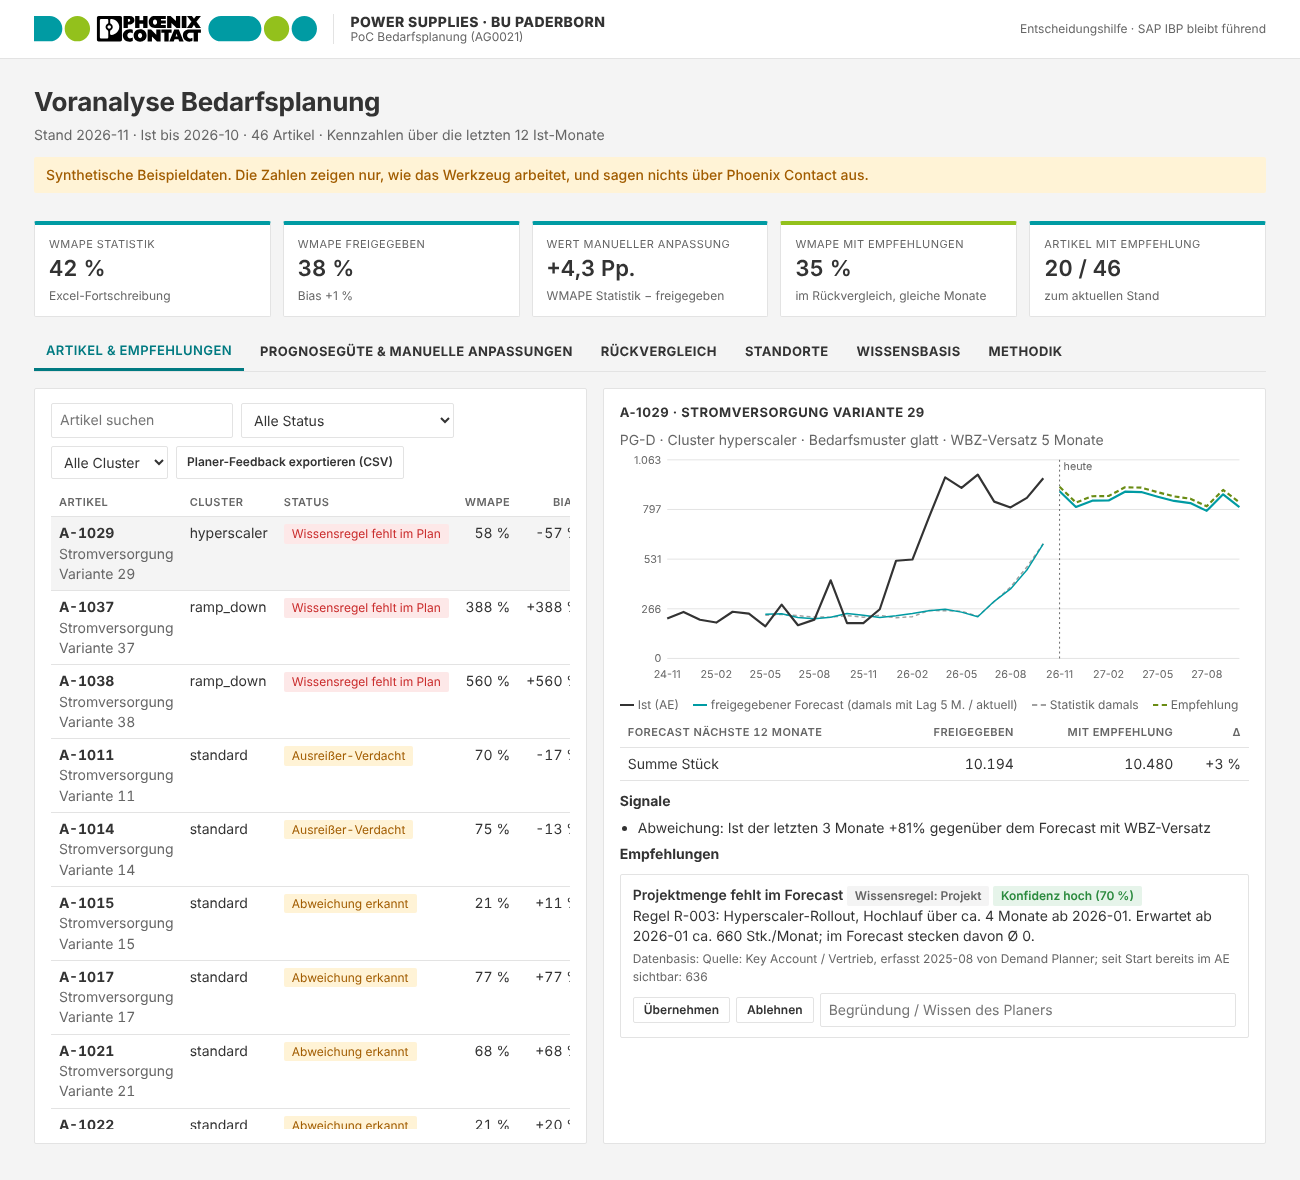 PHOENIX CONTACT
POWER SUPPLIES · BU PADERBORN
PoC Bedarfsplanung (AG0021)
Entscheidungshilfe · SAP IBP bleibt führend
Voranalyse Bedarfsplanung
Stand 2026-11 · Ist bis 2026-10 · 46 Artikel · Kennzahlen über die letzten 12 Ist-Monate
Synthetische Beispieldaten. Die Zahlen zeigen nur, wie das Werkzeug arbeitet, und sagen nichts über Phoenix Contact aus.
WMAPE STATISTIK
42 %
Excel-Fortschreibung
WMAPE FREIGEGEBEN
38 %
Bias +1 %
WERT MANUELLER ANPASSUNG
+4,3 Pp.
WMAPE Statistik – freigegeben
WMAPE MIT EMPFEHLUNGEN
35 %
im Rückvergleich, gleiche Monate
ARTIKEL MIT EMPFEHLUNG
20 / 46
zum aktuellen Stand
ARTIKEL & EMPFEHLUNGEN PROGNOSEGÜTE & MANUELLE ANPASSUNGEN RÜCKVERGLEICH STANDORTE WISSENSBASIS METHODIK
Artikel suchen Alle Status
Alle Cluster Planer-Feedback exportieren (CSV)
ARTIKEL CLUSTER STATUS WMAPE BIA
A-1029 hyperscaler Wissensregel fehlt im Plan 58 % -57 %
Stromversorgung
Variante 29
A-1037 ramp_down Wissensregel fehlt im Plan 388 % +388 %
Stromversorgung
Variante 37
A-1038 ramp_down Wissensregel fehlt im Plan 560 % +560 %
Stromversorgung
Variante 38
A-1011 standard Ausreißer-Verdacht 70 % -17 %
Stromversorgung
Variante 11
A-1014 standard Ausreißer-Verdacht 75 % -13 %
Stromversorgung
Variante 14
A-1015 standard Abweichung erkannt 21 % +11 %
Stromversorgung
Variante 15
A-1017 standard Abweichung erkannt 77 % +77 %
Stromversorgung
Variante 17
A-1021 standard Abweichung erkannt 68 % +68 %
Stromversorgung
Variante 21
A-1022 standard Abweichung erkannt 21 % +20 %
A-1029 · STROMVERSORGUNG VARIANTE 29
PG-D · Cluster hyperscaler · Bedarfsmuster glatt · WBZ-Versatz 5 Monate
1.063
heute
797
531
266
0
24-11 25-02 25-05 25-08 25-11 26-02 26-05 26-08 26-11 27-02 27-05 27-08
Ist (AE) freigegebener Forecast (damals mit Lag 5 M. / aktuell) Statistik damals Empfehlung
FORECAST NÄCHSTE 12 MONATE FREIGEGEBEN MIT EMPFEHLUNG Δ
Summe Stück 10.194 10.480 +3 %
Signale
• Abweichung: Ist der letzten 3 Monate +81% gegenüber dem Forecast mit WBZ-Versatz
Empfehlungen
Projektmenge fehlt im Forecast Wissensregel: Projekt Konfidenz hoch (70 %)
Regel R-003: Hyperscaler-Rollout, Hochlauf über ca. 4 Monate ab 2026-01. Erwartet ab
2026-01 ca. 660 Stk./Monat; im Forecast stecken davon Ø 0.
Datenbasis: Quelle: Key Account / Vertrieb, erfasst 2025-08 von Demand Planner; seit Start bereits im AE
sichtbar: 636
Übernehmen Ablehnen Begründung / Wissen des Planers